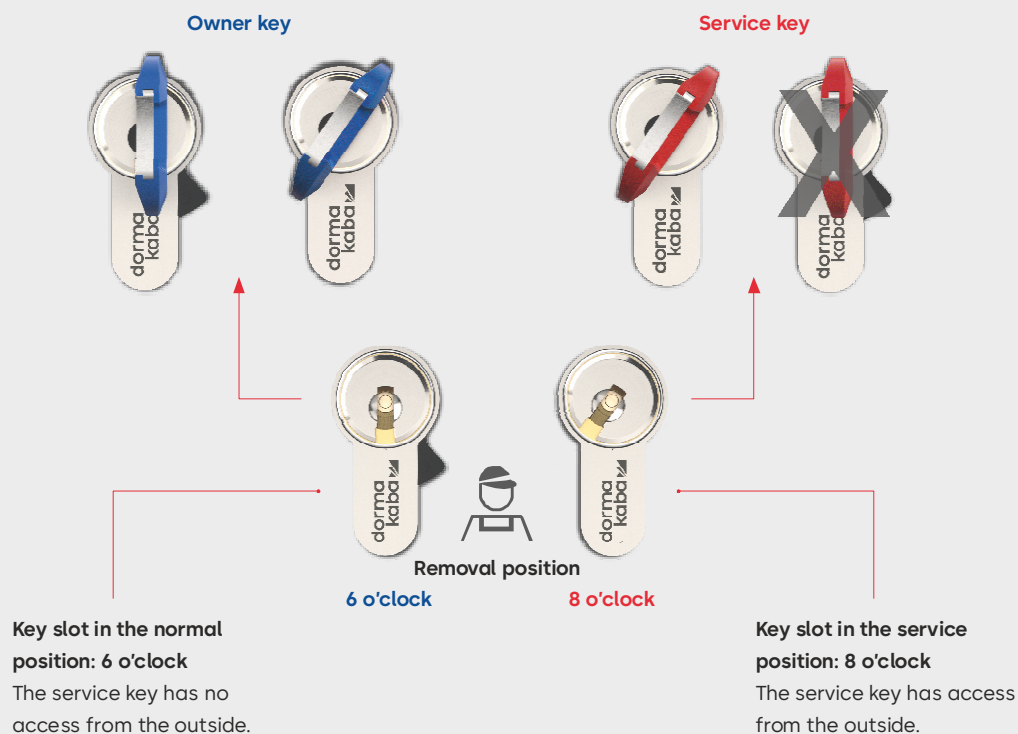 Owner key
Service key
dorma
kaba
dorma
kaba
dorma
kaba
dorma
kaba
dorma
kaba
dorma
kaba
Removal position
6 o'clock
8 o'clock
Key slot in the normal
position: 6 o'clock
The service key has no
access from the outside.
Key slot in the service
position: 8 o'clock
The service key has access
from the outside.